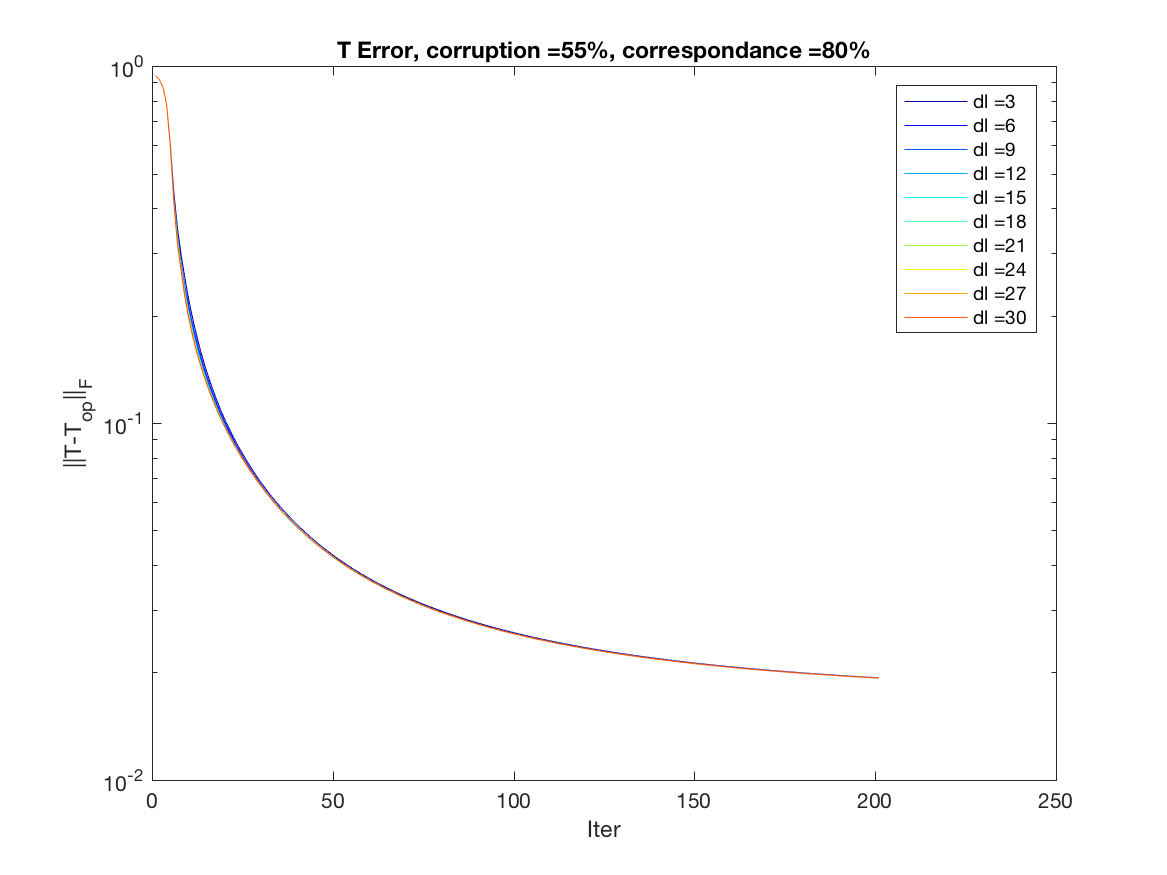 T Error, corruption =55%, correspondance =80%
10^0
10^-1
10^-2
||T-T_op||_F
0 50 100 150 200 250
Iter
dl =3
dl =6
dl =9
dl =12
dl =15
dl =18
dl =21
dl =24
dl =27
dl =30